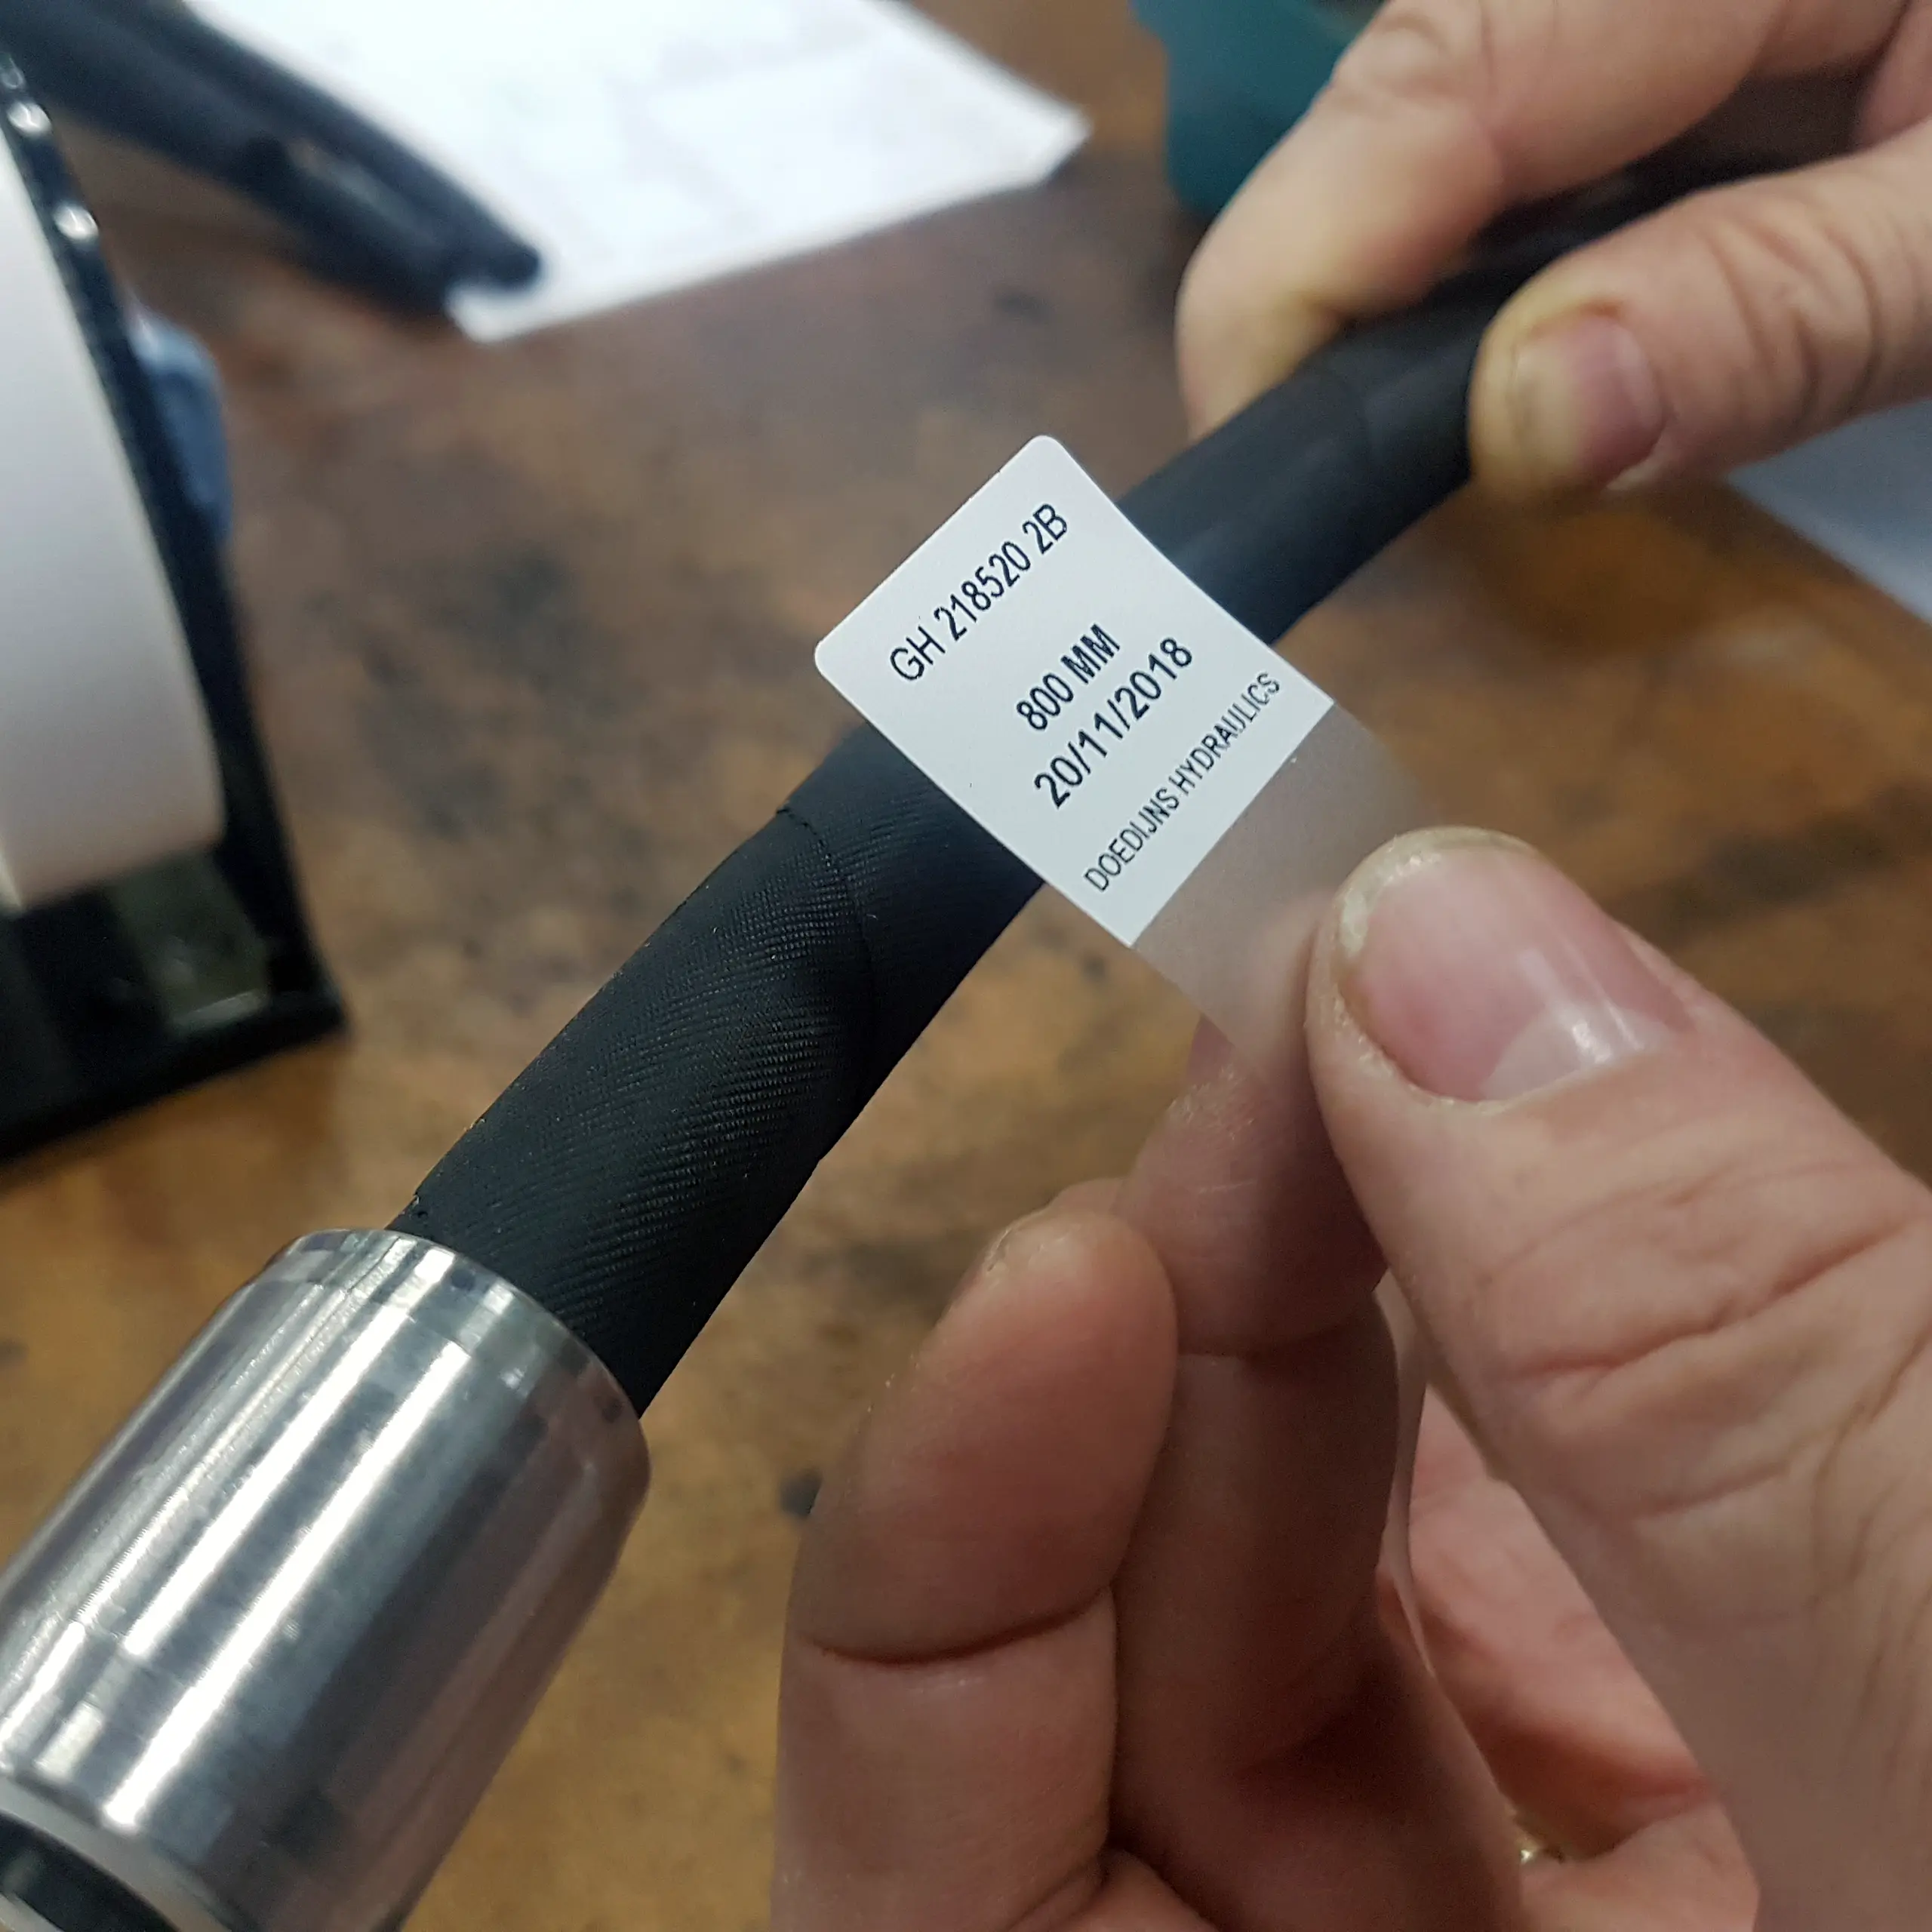 GH 218520 2B
800 MM
20/11/2018
DOEDIJNS HYDRAULICS